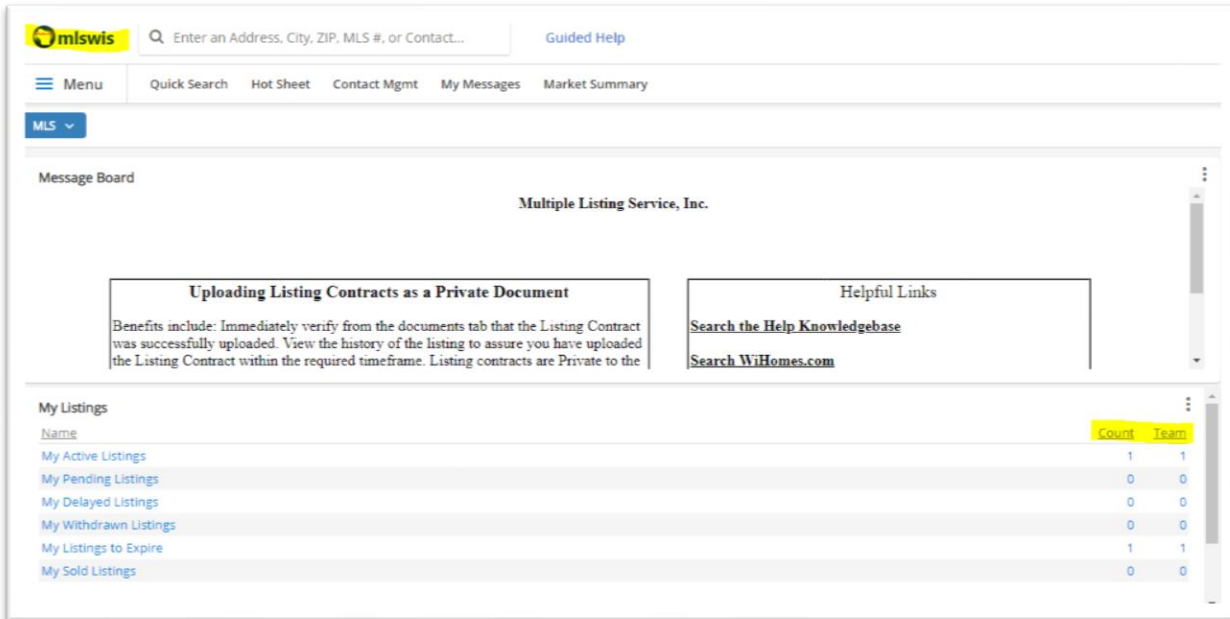 mlswis
Enter an Address, City, ZIP, MLS #, or Contact...
Guided Help
Menu
Quick Search Hot Sheet Contact Mgmt My Messages Market Summary
MLS
Message Board
Multiple Listing Service, Inc.
Uploading Listing Contracts as a Private Document
Benefits include: Immediately verify from the documents tab that the Listing Contract
was successfully uploaded. View the history of the listing to assure you have uploaded
the Listing Contract within the required timeframe. Listing contracts are Private to the
Helpful Links
Search the Help Knowledgebase
Search WiHomes.com
My Listings
Name Count Team
My Active Listings 1 1
My Pending Listings 0 0
My Delayed Listings 0 0
My Withdrawn Listings 0 0
My Listings to Expire 1 1
My Sold Listings 0 0